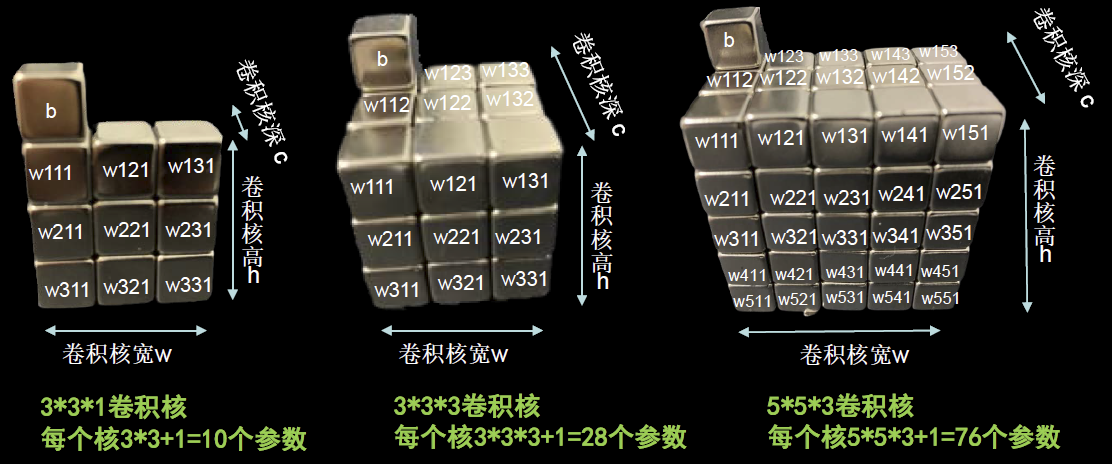 b
w111 w121 w131
w211 w221 w231
w311 w321 w331
卷积核深c
卷积核高h
卷积核宽w
3*3*1卷积核
每个核3*3+1=10个参数
b
w123 w133
w112 w122 w132
w111 w121 w131
w211 w221 w231
w311 w321 w331
卷积核深c
卷积核高h
卷积核宽w
3*3*3卷积核
每个核3*3*3+1=28个参数
b
w123 w133 w143 w153
w112 w122 w132 w142 w152
w111 w121 w131 w141 w151
w211 w221 w231 w241 w251
w311 w321 w331 w341 w351
w411 w421 w431 w441 w451
w511 w521 w531 w541 w551
卷积核深c
卷积核高h
卷积核宽w
5*5*3卷积核
每个核5*5*3+1=76个参数